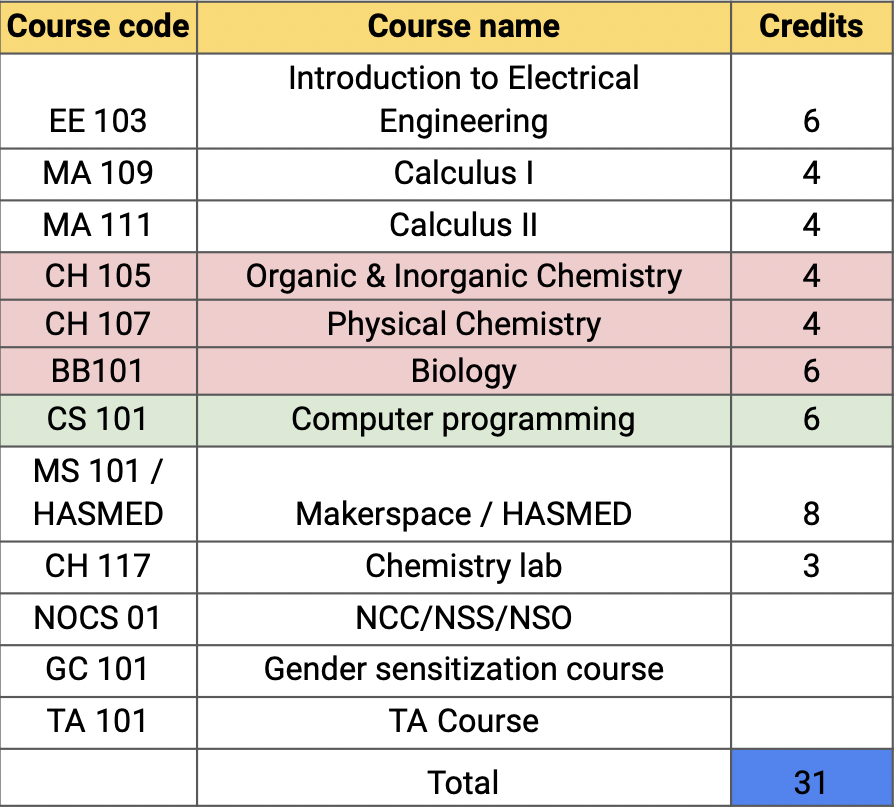 Course code Course name Credits
Introduction to Electrical
EE 103 Engineering 6
MA 109 Calculus I 4
MA 111 Calculus II 4
CH 105 Organic & Inorganic Chemistry 4
CH 107 Physical Chemistry 4
BB101 Biology 6
CS 101 Computer programming 6
MS 101 /
HASMED Makerspace / HASMED 8
CH 117 Chemistry lab 3
NOCS 01 NCC/NSS/NSO
GC 101 Gender sensitization course
TA 101 TA Course
Total 31